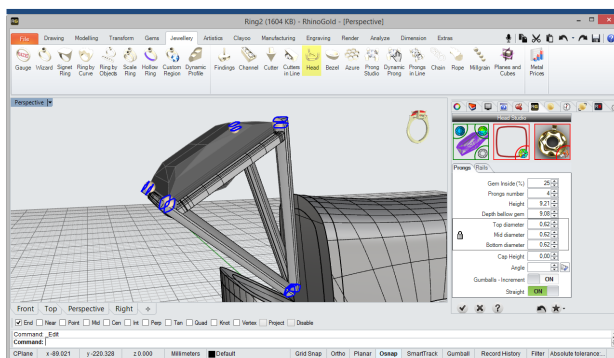 Ring2 (1604 KB) - RhinoGold - [Perspective]
File Drawing Modelling Transform Gems Jewellery Artistics Clayoo Manufacturing Engraving Render Analyze Dimension Extras
Gauge Wizard Signet Ring Ring by Curve Ring by Objects Scale Ring Hollow Ring Custom Region Dynamic Profile Findings Channel Cutter Cutters in Line Head Bezel Azure Prong Studio Dynamic Prong Prongs in Line Chain Rope Millgrain Planes and Cubes Metal Prices
Perspective
Head Studio
Prongs Rails
Gem Inside (%) 25
Prongs number 4
Height 9,21
Depth bellow gem 9,08
Top diameter 0,62
Mid diameter 0,62
Bottom diameter 0,62
Cap Height 0,00
Angle
Gumballs - Increment ON
Straight ON
Front Top Perspective Right
End Near Point Mid Cen Int Perp Tan Quad Knot Vertex Project Disable
Command: _Edit
Command:
CPlane x -89.021 y -220.328 z 0.000 Millimeters Default Grid Snap Ortho Planar Osnap SmartTrack Gumball Record History Filter Absolute tolerance...